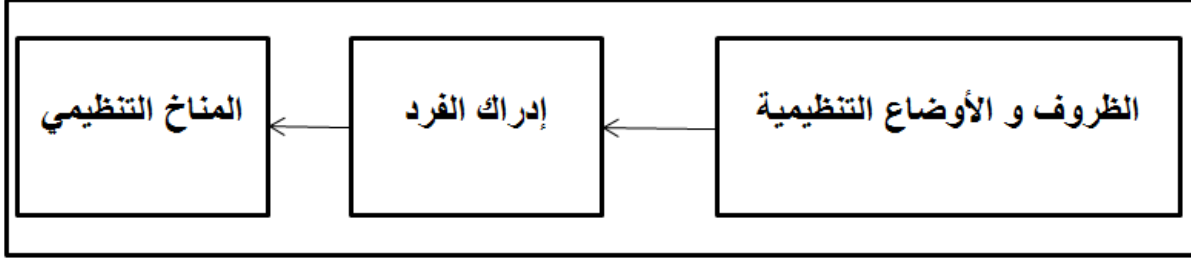 الظروف و الأوضاع التنظيمية
إدراك الفرد
المناخ التنظيمي